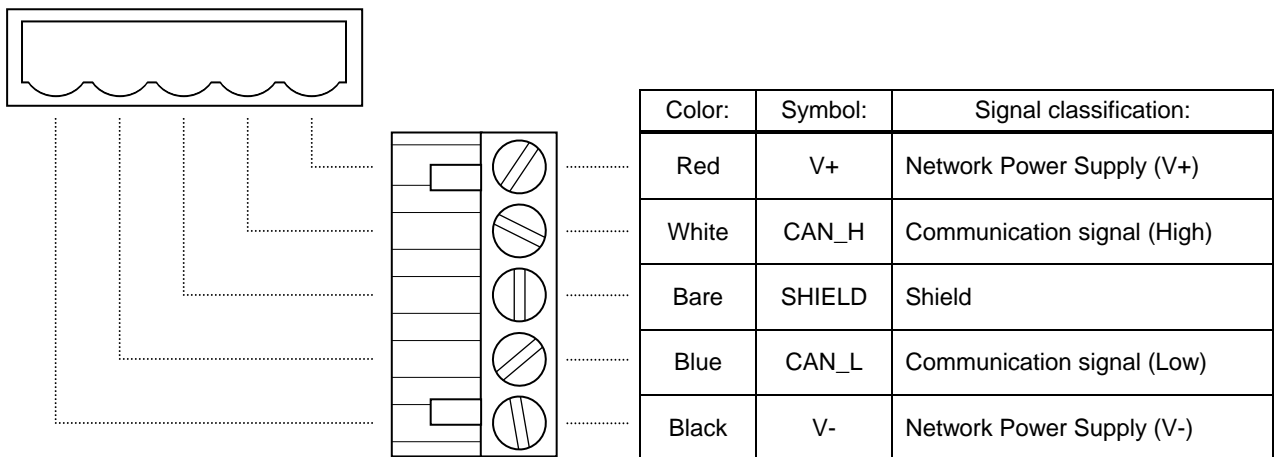 Color: Symbol: Signal classification:
Red V+ Network Power Supply (V+)
White CAN_H Communication signal (High)
Bare SHIELD Shield
Blue CAN_L Communication signal (Low)
Black V- Network Power Supply (V-)